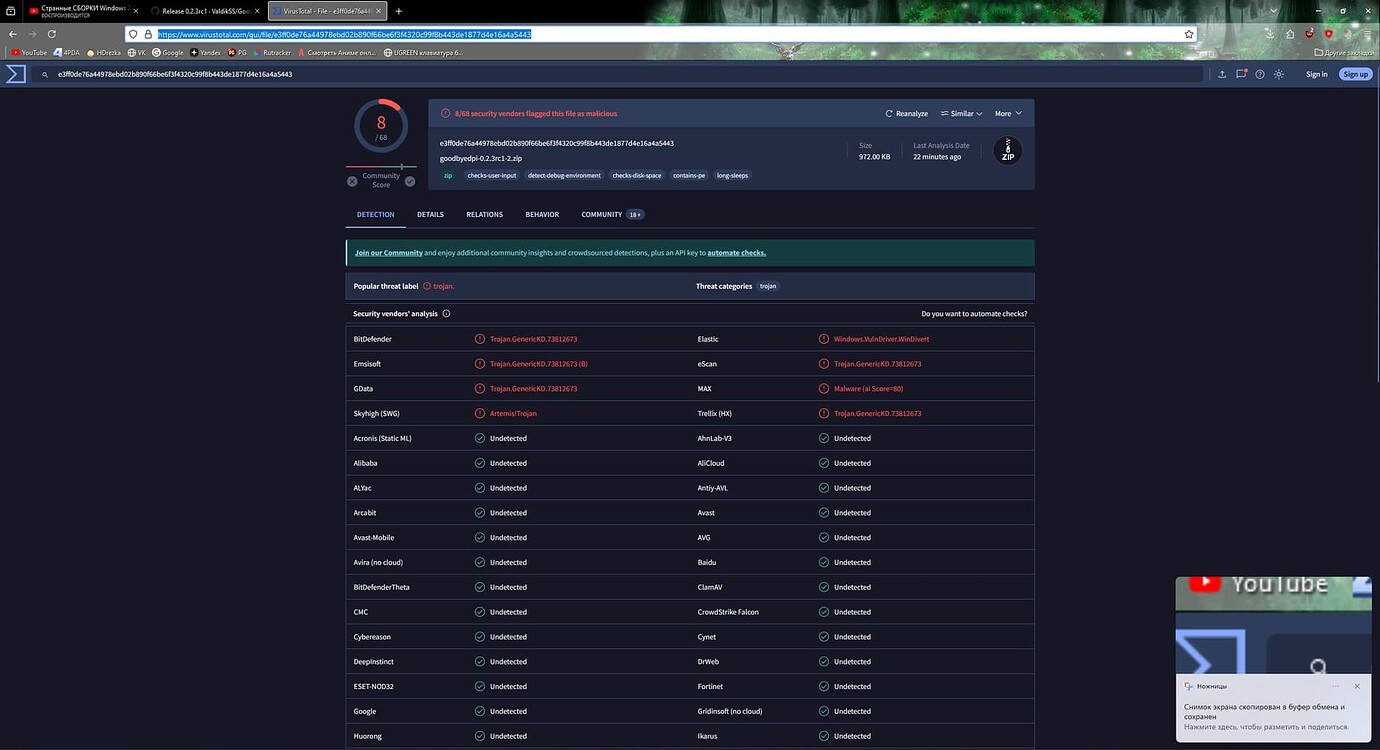 Странные СБОРКИ Windows
ВОСПРОИЗВОДИТСЯ
Release 0.2.3rc1 · ValdikSS/Goo
VirusTotal - File - e3ff0de76a44
https://www.virustotal.com/gui/file/e3ff0de76a44978ebd02b890f66be6f3f4320c99f8b443de1877d4e16a4a5443
YouTube 4PDA HDrezka VK Google Yandex PG Rutracker Смотреть Аниме онл... UGREEN клавиатура б... Другие закладки
e3ff0de76a44978ebd02b890f66be6f3f4320c99f8b443de1877d4e16a4a5443 Sign in Sign up
8
/ 68
Community
Score
8/68 security vendors flagged this file as malicious Reanalyze Similar More
e3ff0de76a44978ebd02b890f66be6f3f4320c99f8b443de1877d4e16a4a5443
goodbyedpi-0.2.3rc1-2.zip
Size
972.00 KB
Last Analysis Date
22 minutes ago
ZIP
zip checks-user-input detect-debug-environment checks-disk-space contains-pe long-sleeps
DETECTION DETAILS RELATIONS BEHAVIOR COMMUNITY 18+
Join our Community and enjoy additional community insights and crowdsourced detections, plus an API key to automate checks.
Popular threat label trojan. Threat categories trojan
Security vendors' analysis Do you want to automate checks?
BitDefender Trojan.GenericKD.73812673 Elastic Windows.VulnDriver.WinDivert
Emsisoft Trojan.GenericKD.73812673 (B) eScan Trojan.GenericKD.73812673
GData Trojan.GenericKD.73812673 MAX Malware (ai Score=80)
Skyhigh (SWG) Artemis!Trojan Trellix (HX) Trojan.GenericKD.73812673
Acronis (Static ML) Undetected AhnLab-V3 Undetected
Alibaba Undetected AliCloud Undetected
ALYac Undetected Antiy-AVL Undetected
Arcabit Undetected Avast Undetected
Avast-Mobile Undetected AVG Undetected
Avira (no cloud) Undetected Baidu Undetected
BitDefenderTheta Undetected ClamAV Undetected
CMC Undetected CrowdStrike Falcon Undetected
Cybereason Undetected Cynet Undetected
DeepInstinct Undetected DrWeb Undetected
ESET-NOD32 Undetected Fortinet Undetected
Google Undetected Gridinsoft (no cloud) Undetected
Huorong Undetected Ikarus Undetected
YouTube
Ножницы
Снимок экрана скопирован в буфер обмена и
сохранен
Нажмите здесь, чтобы разметить и поделиться.